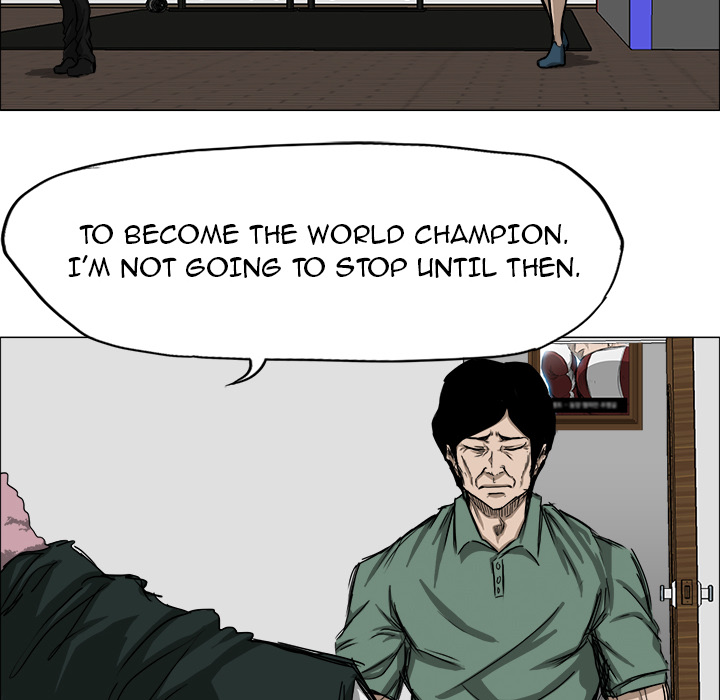 TO BECOME THE WORLD CHAMPION.
I'M NOT GOING TO STOP UNTIL THEN.